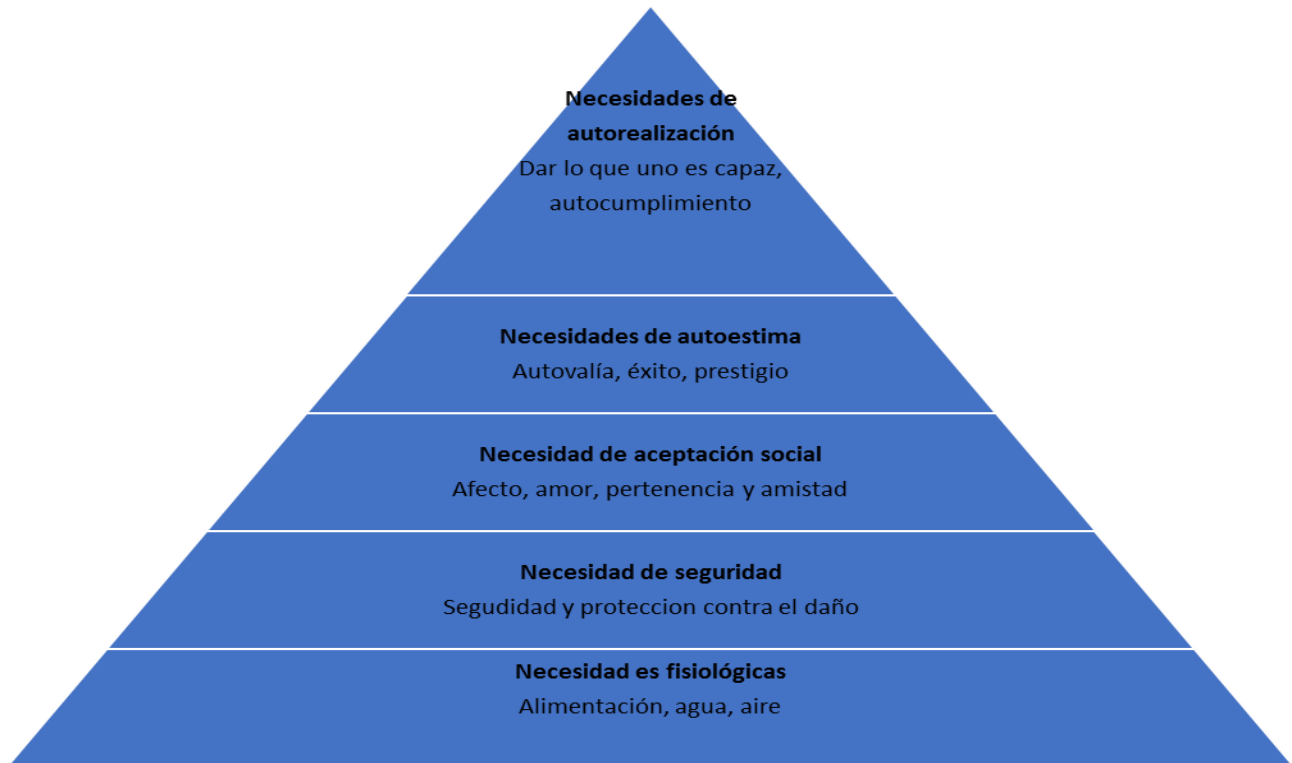 Necesidades de
autorealización
Dar lo que uno es capaz,
autocumplimiento
Necesidades de autoestima
Autovalía, éxito, prestigio
Necesidad de aceptación social
Afecto, amor, pertenencia y amistad
Necesidad de seguridad
Segudidad y proteccion contra el daño
Necesidad es fisiológicas
Alimentación, agua, aire